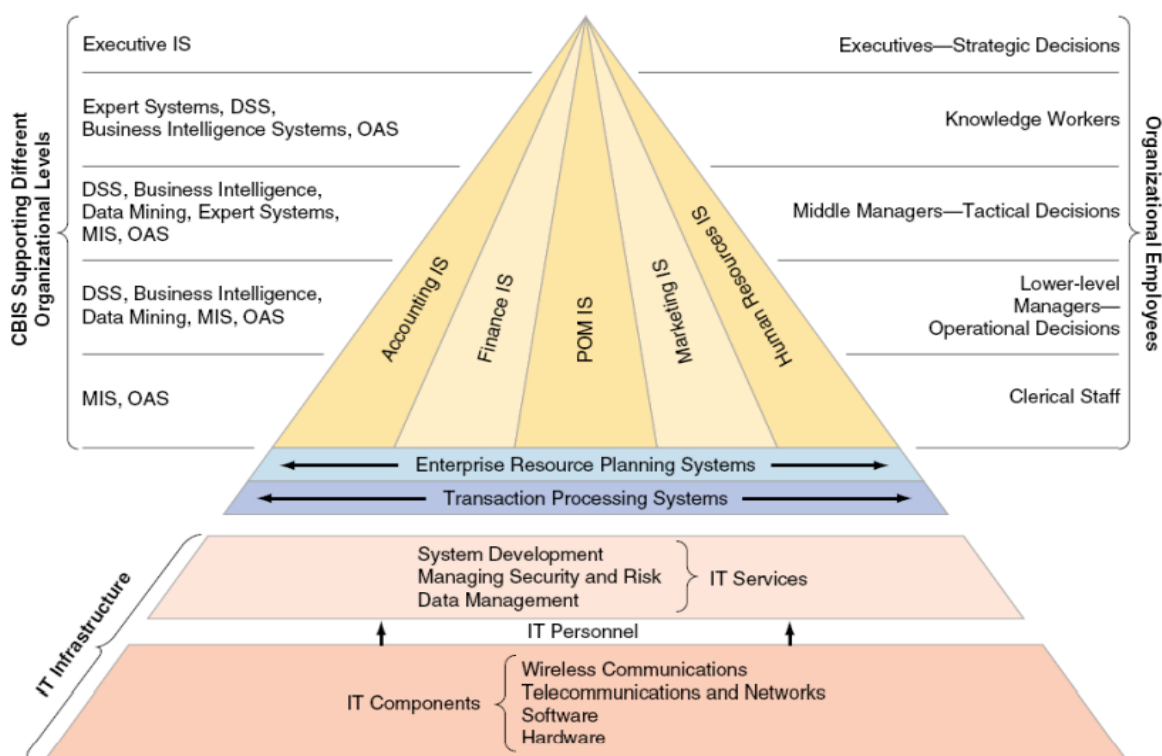 CBIS Supporting Different
Organizational Levels
Executive IS
Expert Systems, DSS,
Business Intelligence Systems, OAS
DSS, Business Intelligence,
Data Mining, Expert Systems,
MIS, OAS
DSS, Business Intelligence,
Data Mining, MIS, OAS
MIS, OAS
Accounting IS
Finance IS
POM IS
Marketing IS
Human Resources IS
Executives—Strategic Decisions
Knowledge Workers
Middle Managers—Tactical Decisions
Lower-level
Managers—
Operational Decisions
Clerical Staff
Organizational Employees
Enterprise Resource Planning Systems
Transaction Processing Systems
IT Infrastructure
System Development
Managing Security and Risk
Data Management
IT Services
IT Personnel
IT Components
Wireless Communications
Telecommunications and Networks
Software
Hardware